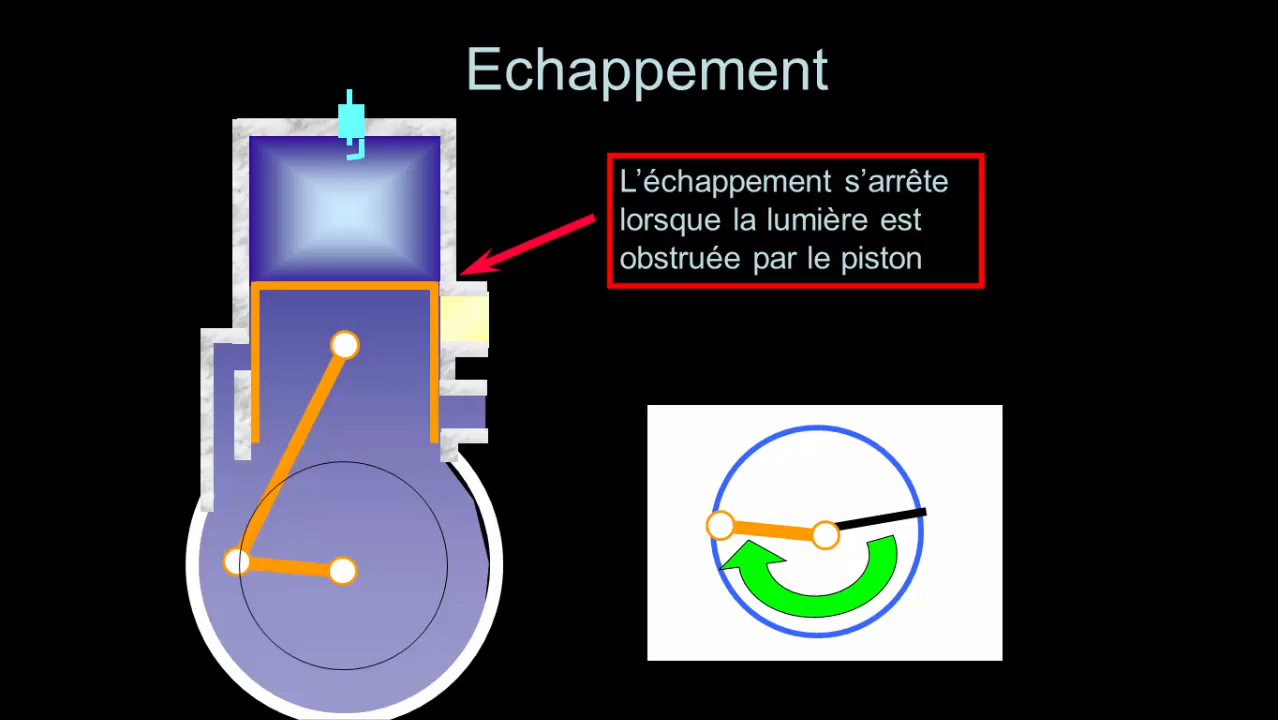 Echappement
L’échappement s’arrête
lorsque la lumière est
obstruée par le piston